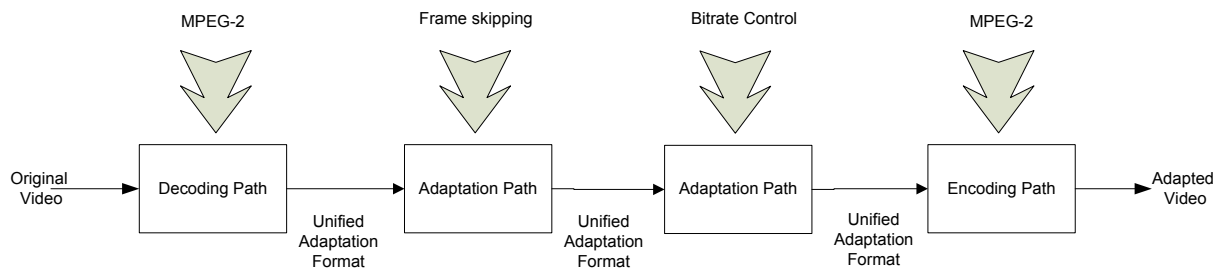 MPEG-2
Frame skipping
Bitrate Control
MPEG-2
Original
Video
Decoding Path
Unified
Adaptation
Format
Adaptation Path
Unified
Adaptation
Format
Adaptation Path
Unified
Adaptation
Format
Encoding Path
Adapted
Video